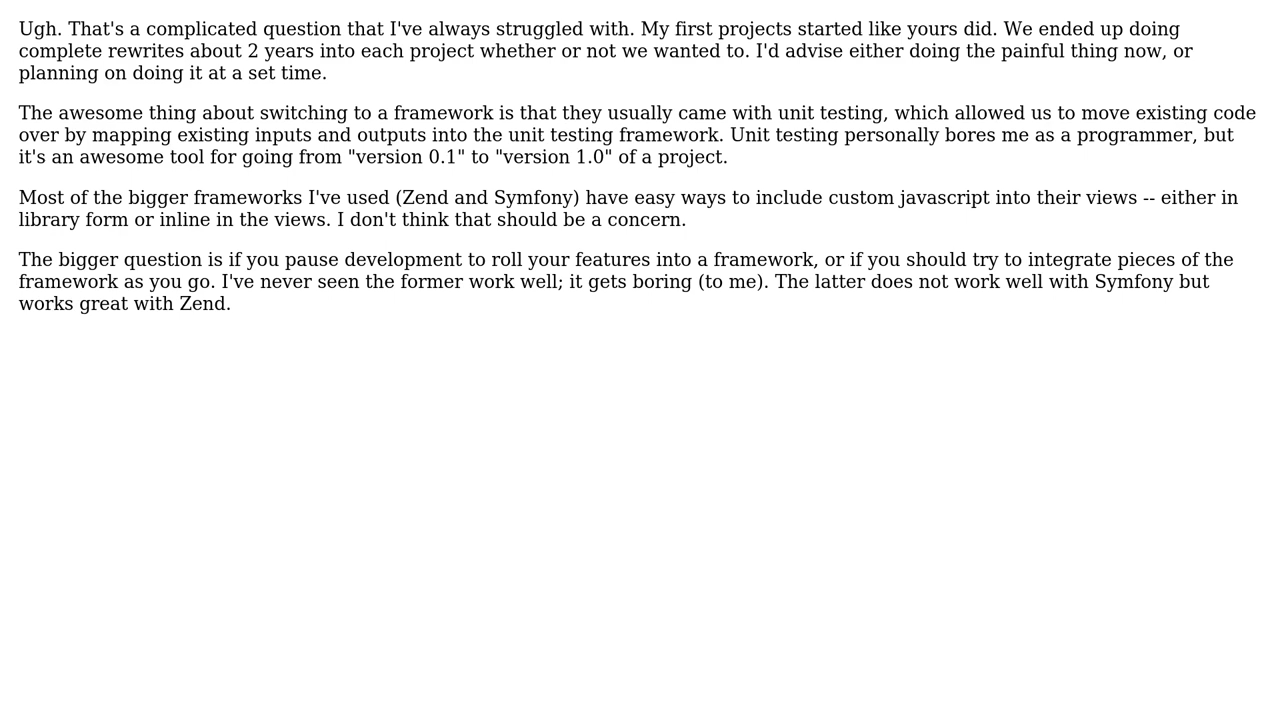 Ugh. That's a complicated question that I've always struggled with. My first projects started like yours did. We ended up doing
complete rewrites about 2 years into each project whether or not we wanted to. I'd advise either doing the painful thing now, or
planning on doing it at a set time.
The awesome thing about switching to a framework is that they usually came with unit testing, which allowed us to move existing code
over by mapping existing inputs and outputs into the unit testing framework. Unit testing personally bores me as a programmer, but
it's an awesome tool for going from "version 0.1" to "version 1.0" of a project.
Most of the bigger frameworks I've used (Zend and Symfony) have easy ways to include custom javascript into their views -- either in
library form or inline in the views. I don't think that should be a concern.
The bigger question is if you pause development to roll your features into a framework, or if you should try to integrate pieces of the
framework as you go. I've never seen the former work well; it gets boring (to me). The latter does not work well with Symfony but
works great with Zend.